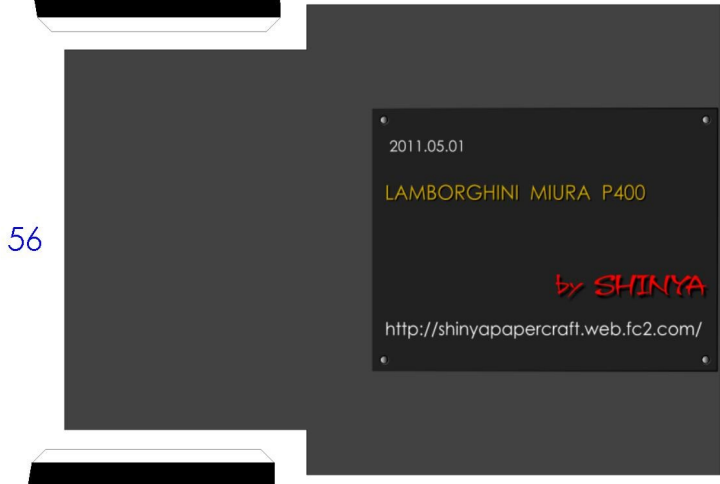 2011.05.01
LAMBORGHINI MIURA P400
56
by SHINYA
http://shinyapapercraft.web.fc2.com/